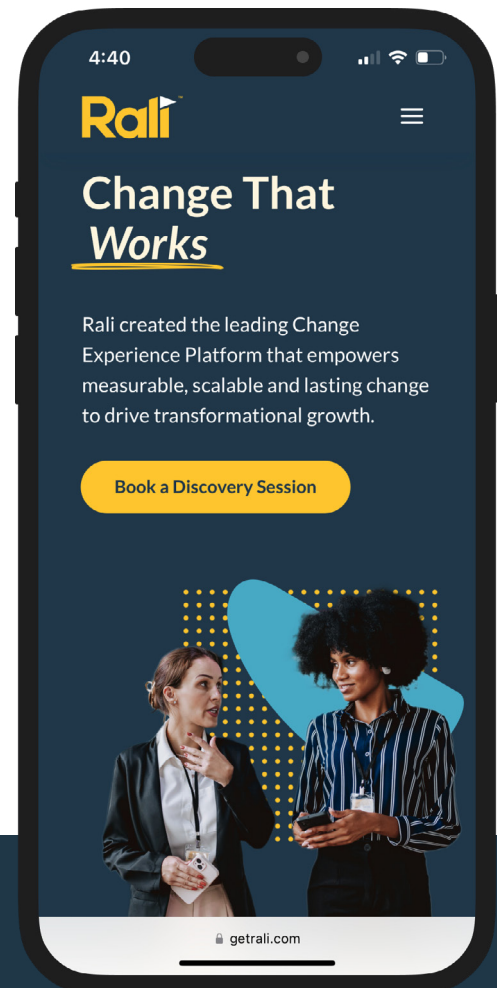 4:40
Rali™
Change That
Works
Rali created the leading Change
Experience Platform that empowers
measurable, scalable and lasting change
to drive transformational growth.
Book a Discovery Session
getrali.com